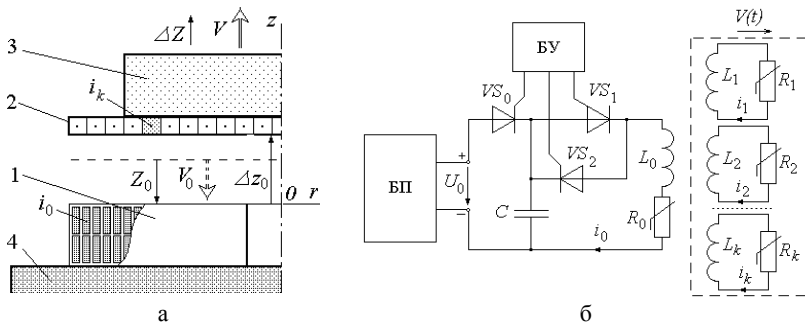 ΔZ V z
3
i_k
2
1
Z_0 V_0 Δz_0
0 r
i_0
4
а
БУ
VS_0 VS_1
VS_2
БП
+
U_0
−
C
L_0
R_0
i_0
V(t)
L_1 R_1
i_1
L_2 R_2
i_2
L_k R_k
i_k
б